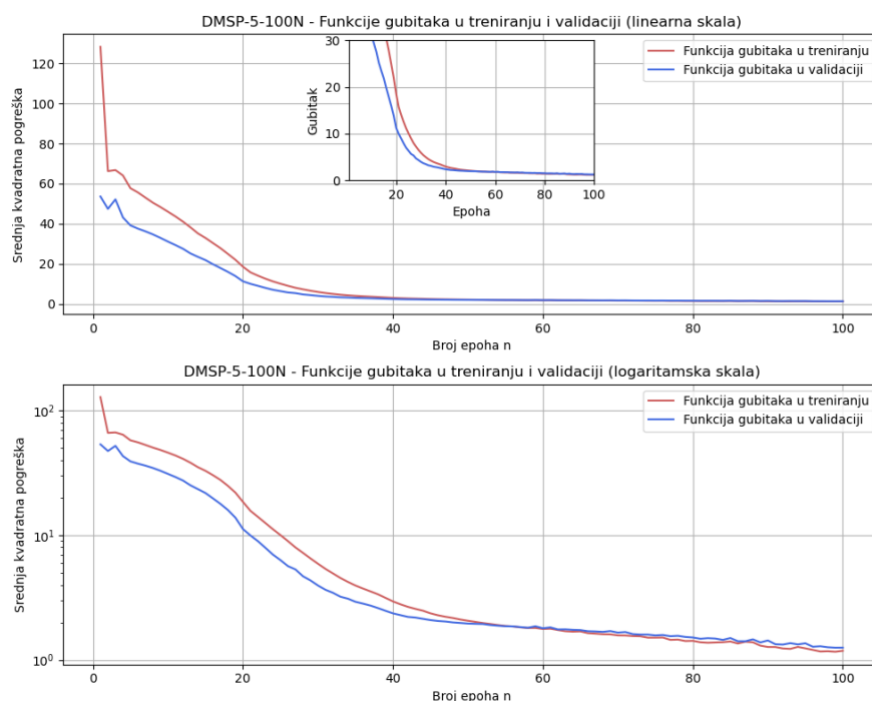 DMSP-5-100N - Funkcije gubitaka u treniranju i validaciji (linearna skala)
Srednja kvadratna pogreška
120
100
80
60
40
20
0
Gubitak
30
20
10
0
20
40
60
80
100
Epoha
Funkcija gubitaka u treniranju
Funkcija gubitaka u validaciji
0
20
40
60
80
100
Broj epoha n
DMSP-5-100N - Funkcije gubitaka u treniranju i validaciji (logaritamska skala)
Srednja kvadratna pogreška
10²
10¹
10⁰
Funkcija gubitaka u treniranju
Funkcija gubitaka u validaciji
0
20
40
60
80
100
Broj epoha n